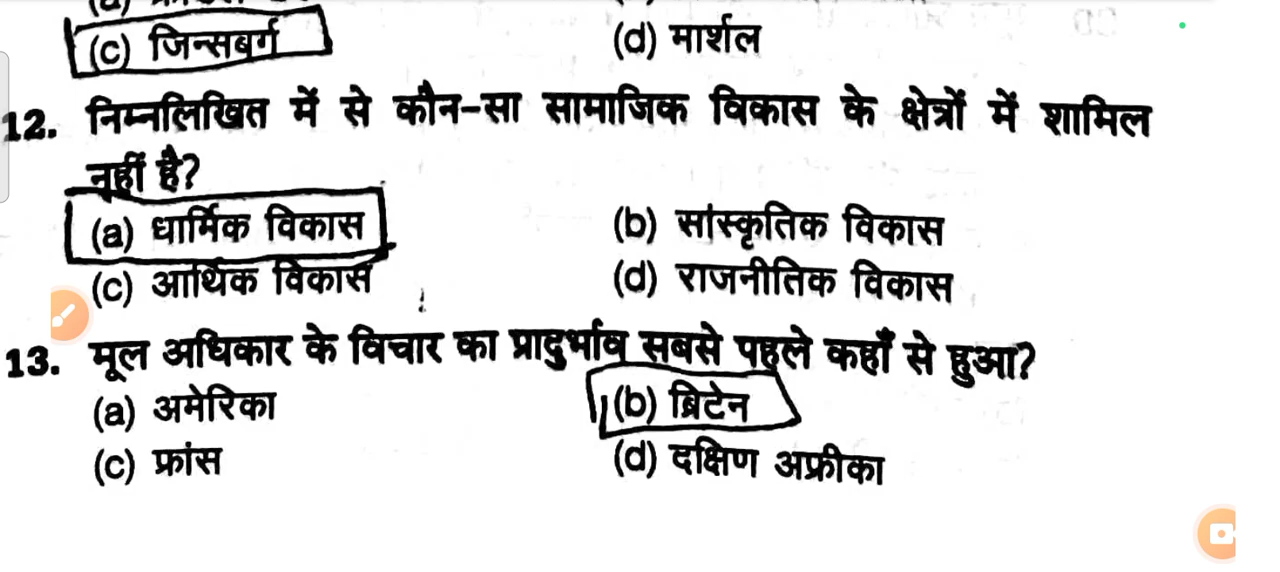 (c) जिन्सबर्ग (d) मार्शल
12. निम्नलिखित में से कौन-सा सामाजिक विकास के क्षेत्रों में शामिल
नहीं है?
(a) धार्मिक विकास (b) सांस्कृतिक विकास
(c) आर्थिक विकास (d) राजनीतिक विकास
13. मूल अधिकार के विचार का प्रादुर्भाव सबसे पहले कहाँ से हुआ?
(a) अमेरिका (b) ब्रिटेन
(c) फ्रांस (d) दक्षिण अफ्रीका